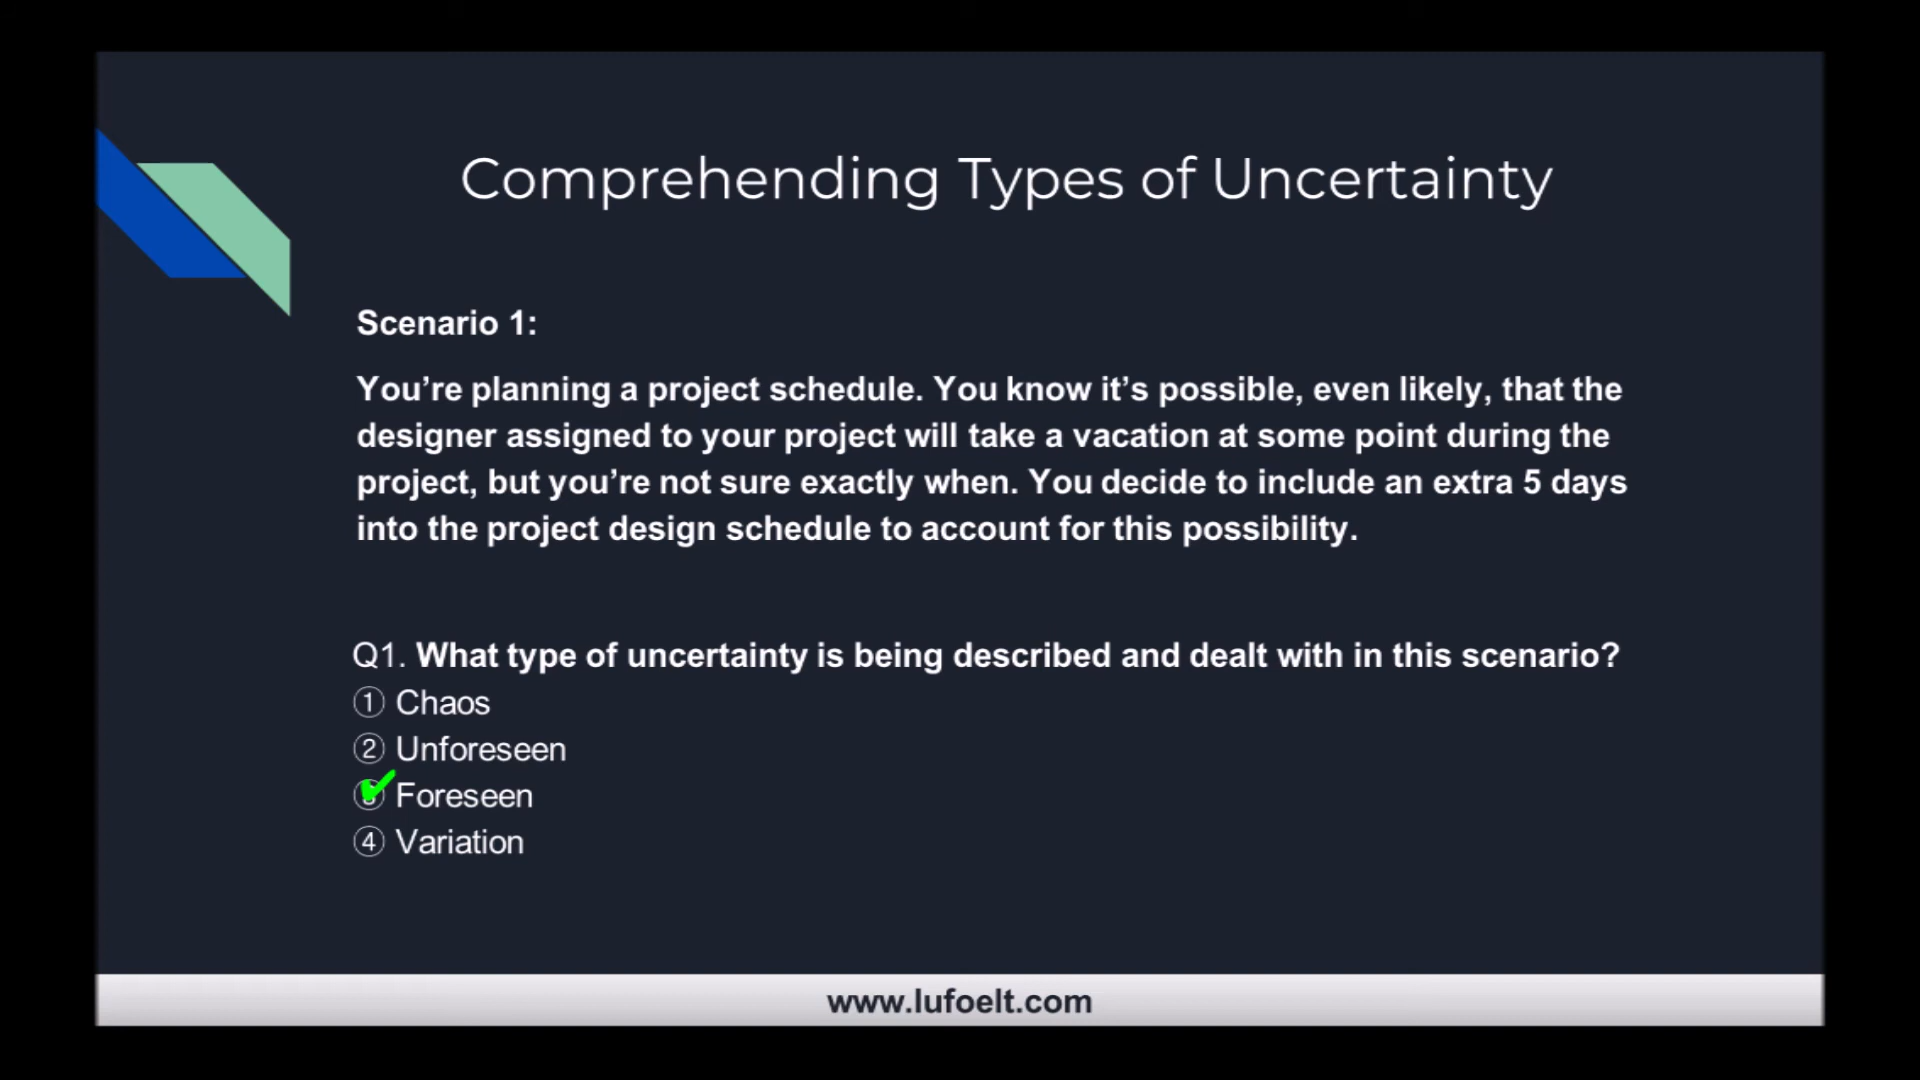 Comprehending Types of Uncertainty
Scenario 1:
You’re planning a project schedule. You know it’s possible, even likely, that the
designer assigned to your project will take a vacation at some point during the
project, but you’re not sure exactly when. You decide to include an extra 5 days
into the project design schedule to account for this possibility.
Q1. What type of uncertainty is being described and dealt with in this scenario?
① Chaos
② Unforeseen
③ Foreseen
④ Variation
www.lufoelt.com